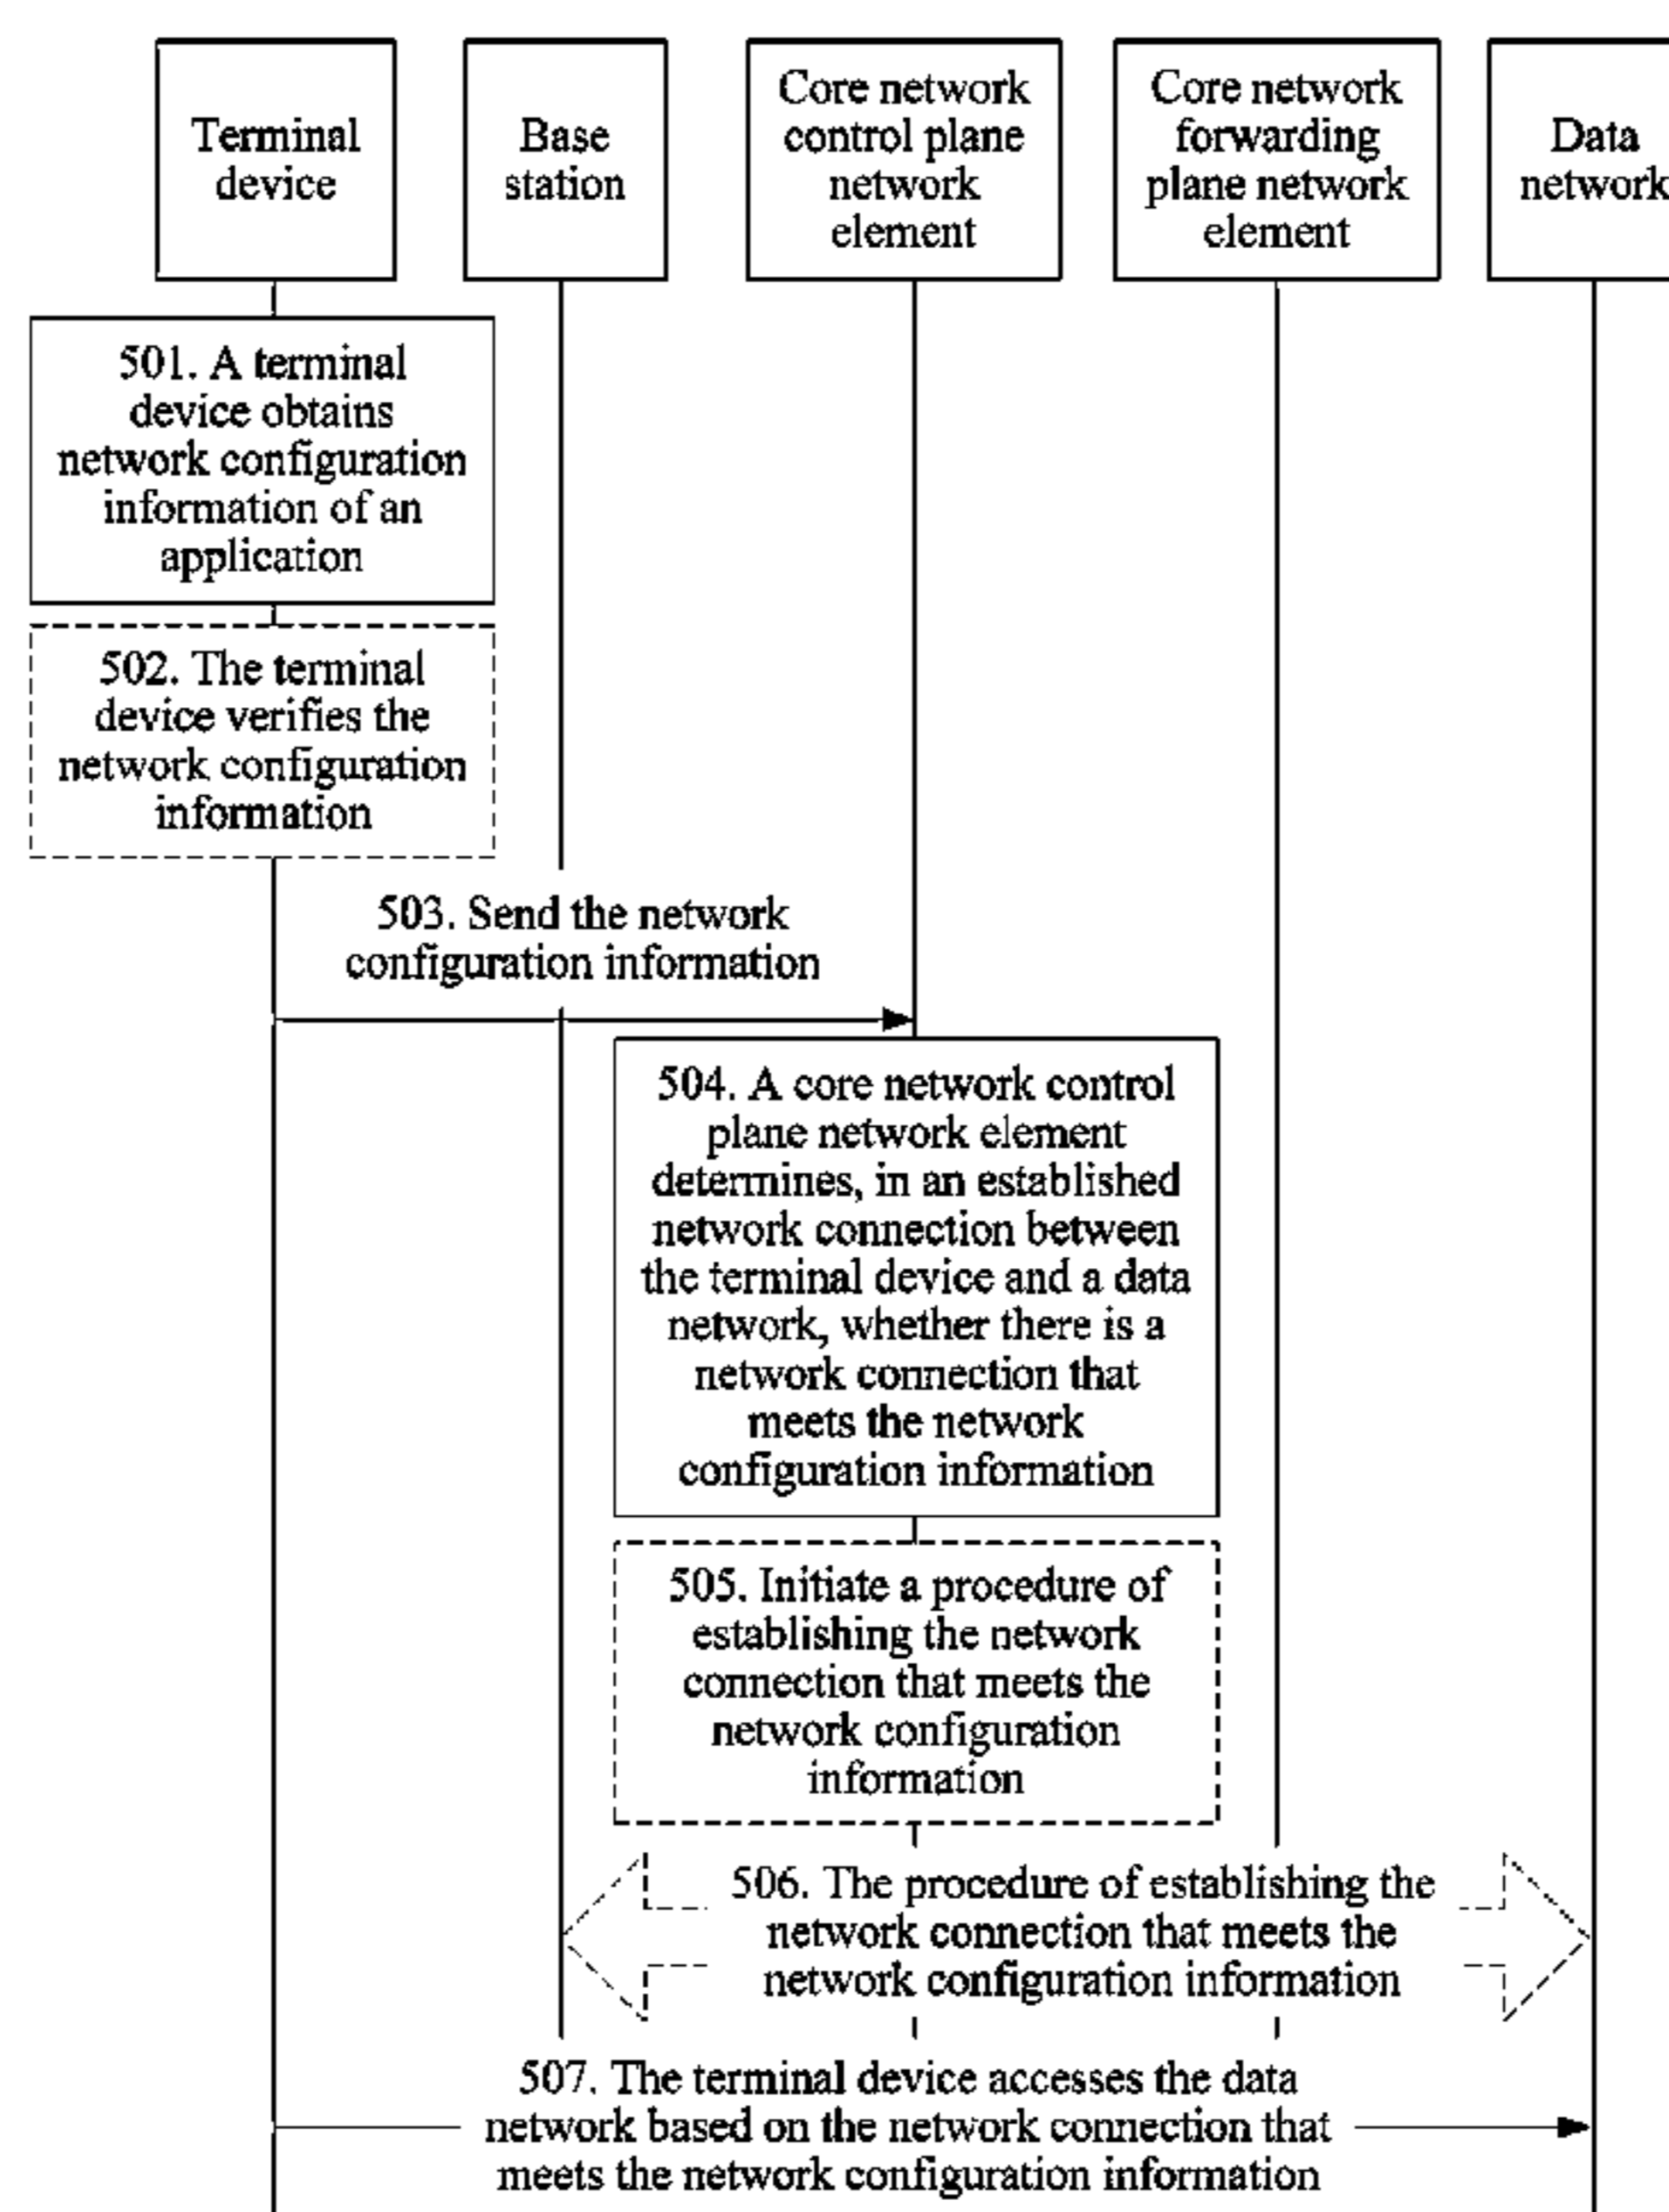 Terminal
device
Base
station
Core network
control plane
network
element
Core network
forwarding
plane network
element
Data
network
501. A terminal
device obtains
network configuration
information of an
application
502. The terminal
device verifies the
network configuration
information
503. Send the network
configuration information
504. A core network control
plane network element
determines, in an established
network connection between
the terminal device and a data
network, whether there is a
network connection that
meets the network
configuration information
505. Initiate a procedure of
establishing the network
connection that meets the
network configuration
information
506. The procedure of establishing the
network connection that meets the
network configuration information
507. The terminal device accesses the data
network based on the network connection that
meets the network configuration information